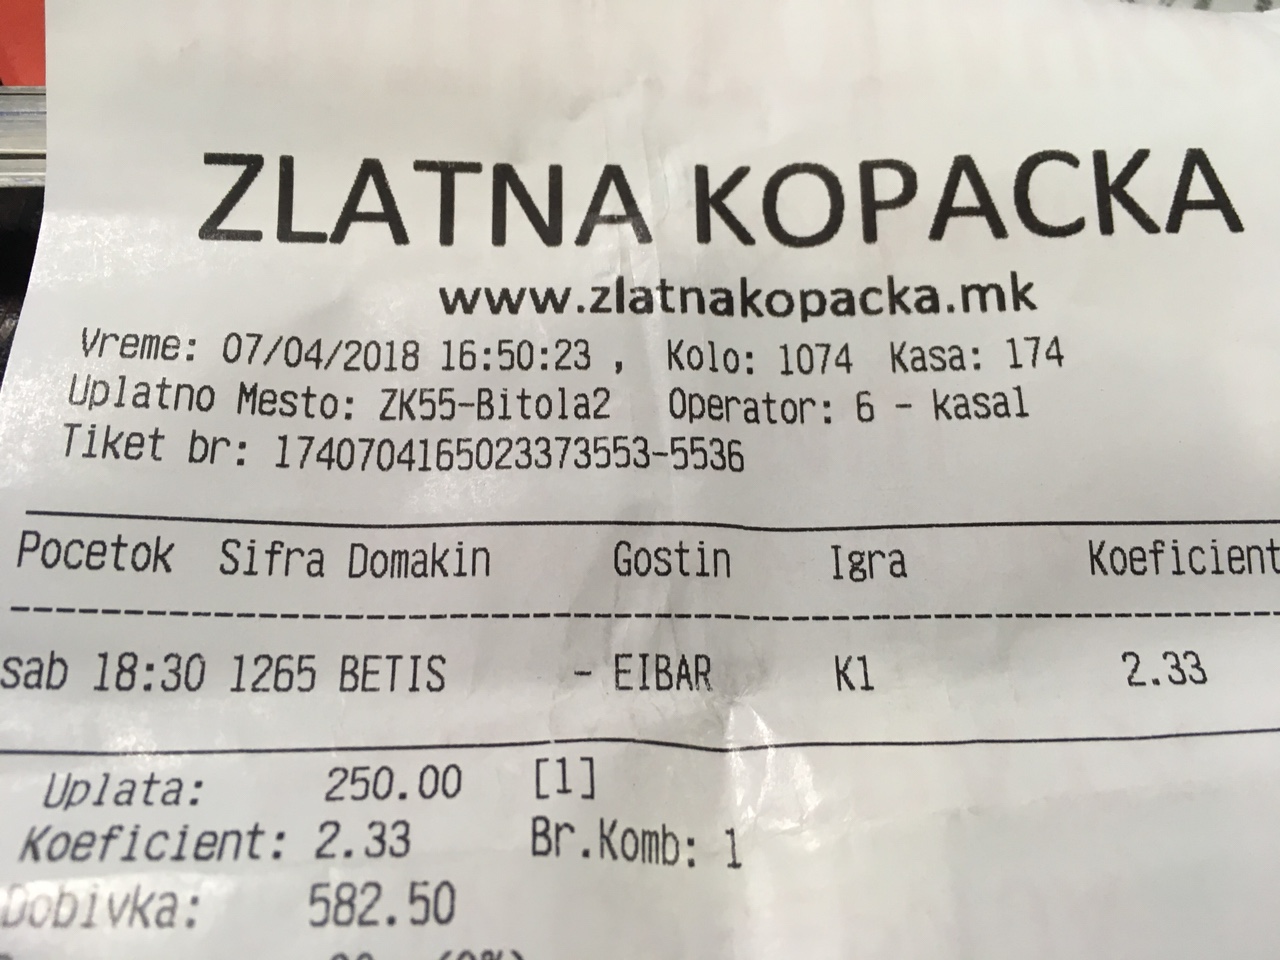 ZLATNA KOPACKA
www.zlatnakopacka.mk
Vreme: 07/04/2018 16:50:23 , Kolo: 1074 Kasa: 174
Uplatno Mesto: ZK55-Bitola2 Operator: 6 - kasa1
Tiket br: 1740704165023373553-5536
Pocetok Sifra Domakin Gostin Igra Koeficient
sab 18:30 1265 BETIS - EIBAR K1 2.33
Uplata: 250.00 [1]
Koeficient: 2.33 Br.Komb: 1
Dobivka: 582.50